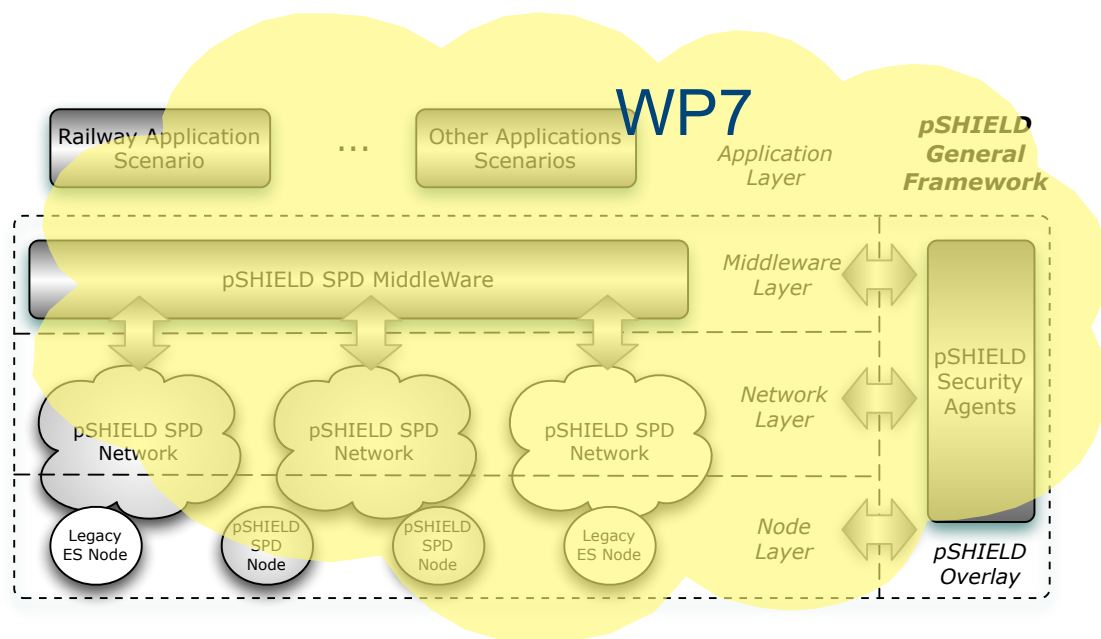 WP7
Railway Application
Scenario
...
Other Applications
Scenarios
Application
Layer
pSHIELD
General
Framework
pSHIELD SPD MiddleWare
Middleware
Layer
pSHIELD
Security
Agents
pSHIELD SPD
Network
pSHIELD SPD
Network
pSHIELD SPD
Network
Network
Layer
Legacy
ES Node
pSHIELD
SPD
Node
pSHIELD
SPD
Node
Legacy
ES Node
Node
Layer
pSHIELD
Overlay